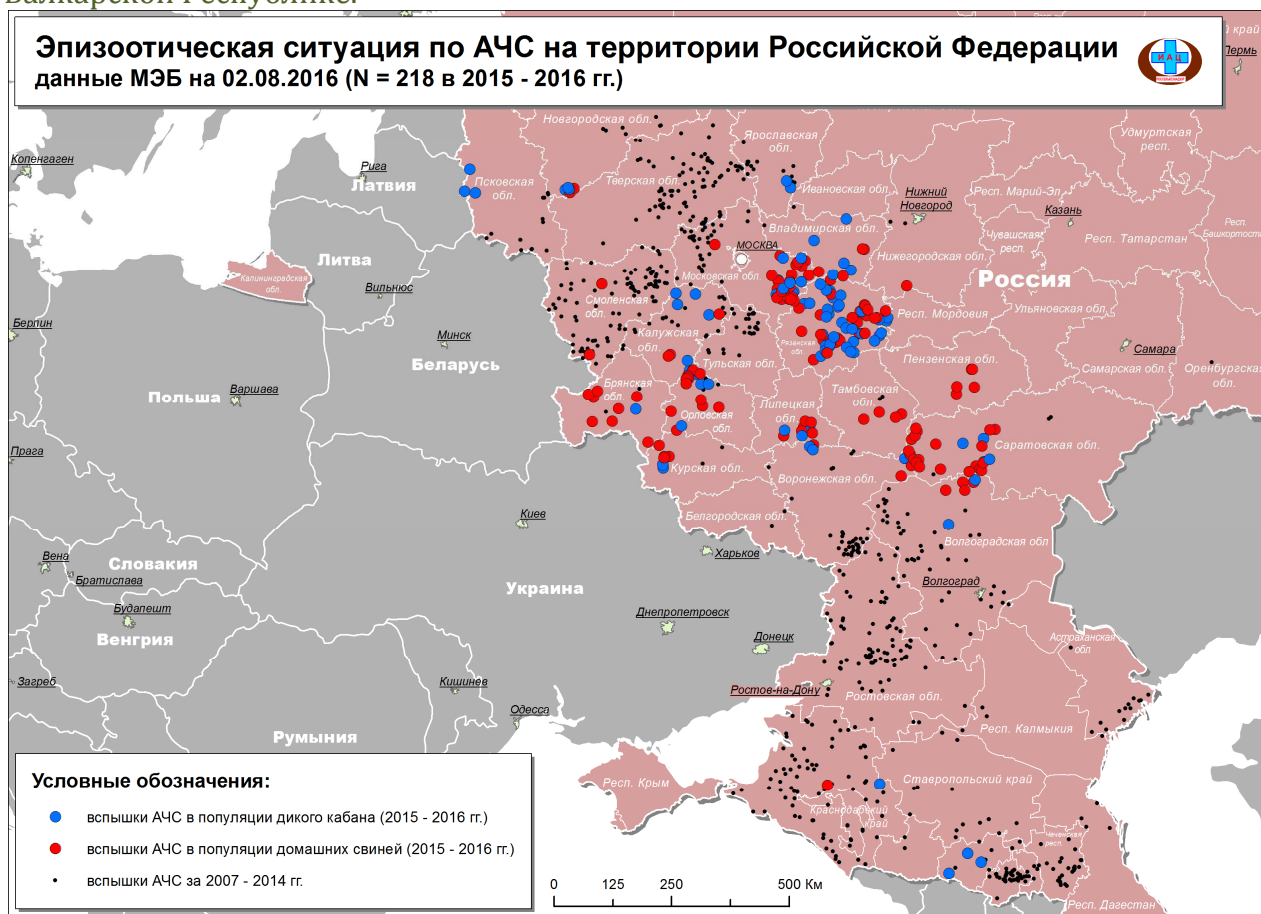 Балкарской Республике.
Эпизоотическая ситуация по АЧС на территории Российской Федерации
данные МЭБ на 02.08.2016 (N = 218 в 2015 - 2016 гг.)
ИАЦ
край
Пермь
Новгородская обл.
Ярославская
обл.
Удмуртская
респ.
Копенгаген
Рига
Латвия
Псковская
обл.
Тверская обл.
Ивановская обл.
Нижний
Новгород
Респ. Марий-Эл
Казань
Владимирская обл.
Чувашская
респ.
Респ. Татарстан
Респ.
Башкортостан
Литва
МОСКВА
Нижегородская
обл.
Калининградская
обл.
Вильнюс
Московская обл.
Россия
Смоленская
обл.
Респ. Мордовия
Ульяновская обл.
Берлин
Минск
Калужская
обл.
Рязанская
обл.
Самара
Беларусь
Тульская обл.
Пензенская обл.
Самарская обл.
Оренбургская
обл.
Польша
Варшава
Брянская
обл.
Тамбовская
обл.
Липецкая
обл.
Орловская
обл.
Саратовская обл.
Прага
Курская обл.
Воронежская обл.
Киев
Белгородская обл.
Волгоградская обл
Харьков
Вена
Словакия
Братислава
Украина
Волгоград
Будапешт
Днепропетровск
Венгрия
Донецк
Астраханская
обл
Загреб
Кишинев
Ростов-на-Дону
Ростовская обл.
Одесса
Румыния
Респ. Калмыкия
Респ. Крым
Ставропольский край
Краснодарский
край
Чеченская
респ.
Респ. Дагестан
Условные обозначения:
вспышки АЧС в популяции дикого кабана (2015 - 2016 гг.)
вспышки АЧС в популяции домашних свиней (2015 - 2016 гг.)
вспышки АЧС за 2007 - 2014 гг.
0 125 250 500 Км